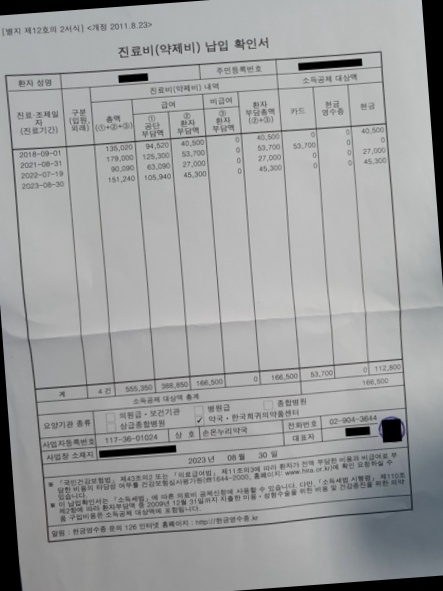 [별지 제12호의 2서식] <개정 2011.8.23>
진료비(약제비) 납입 확인서
환자 성명 주민등록번호
진료비(약제비) 내역 소득공제 대상액
진료·조제일자 (진료기간) 구분 (입원, 외래) 총액 (①+②+③) 급여 ① 공단 부담액 ② 환자 부담액 비급여 ③ 환자 부담액 환자 부담총액 (②+③) 카드 현금 영수증 현금
2018-09-01 135,020 94,520 40,500 0 40,500 0 0 40,500
2021-08-31 179,000 125,300 53,700 0 53,700 53,700 0 0
2022-07-19 90,090 63,090 27,000 0 27,000 0 0 27,000
2023-08-30 151,240 105,940 45,300 0 45,300 0 0 45,300
계 4 건 555,350 388,850 166,500 0 166,500 53,700 0 112,800
소득공제 대상액 총계 166,500
요양기관 종류 의원급·보건기관 병원급 종합병원
상급종합병원 ✓ 약국·한국희귀의약품센터
사업자등록번호 117-36-01024 상 호 손온누리약국 전화번호 02-904-3644
사업장 소재지 대표자
2023 년 08 월 30 일
※ 「국민건강보험법」 제43조의2 또는 「의료급여법」 제11조의3에 따라 환자가 전액 부담한 비용과 비급여로 부담한 비용의 타당성 여부를 건강보험심사평가원(☎1644-2000, 홈페이지: www.hira.or.kr)에 확인 요청하실 수 있습니다.
※ 이 납입확인서는 「소득세법」에 따른 의료비 공제신청에 사용할 수 있습니다. 다만, 「소득세법 시행령」 제110조제2항에 따라 환자부담액 중 2009년 12월 31일까지 지출한 미용·성형수술을 위한 비용 및 건강증진을 위한 의약품 구입비용은 소득공제 대상액에 포함됩니다.
알림 : 현금영수증 문의 126 인터넷 홈페이지 : http://현금영수증.kr